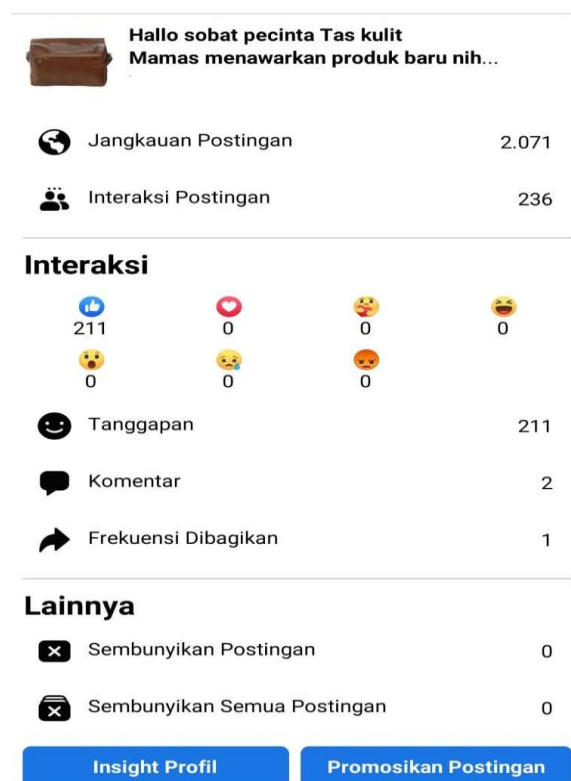 Hallo sobat pecinta Tas kulit
Mamas menawarkan produk baru nih...
Jangkauan Postingan 2.071
Interaksi Postingan 236
Interaksi
211 0 0 0
0 0 0
Tanggapan 211
Komentar 2
Frekuensi Dibagikan 1
Lainnya
Sembunyikan Postingan 0
Sembunyikan Semua Postingan 0
Insight Profil Promosikan Postingan